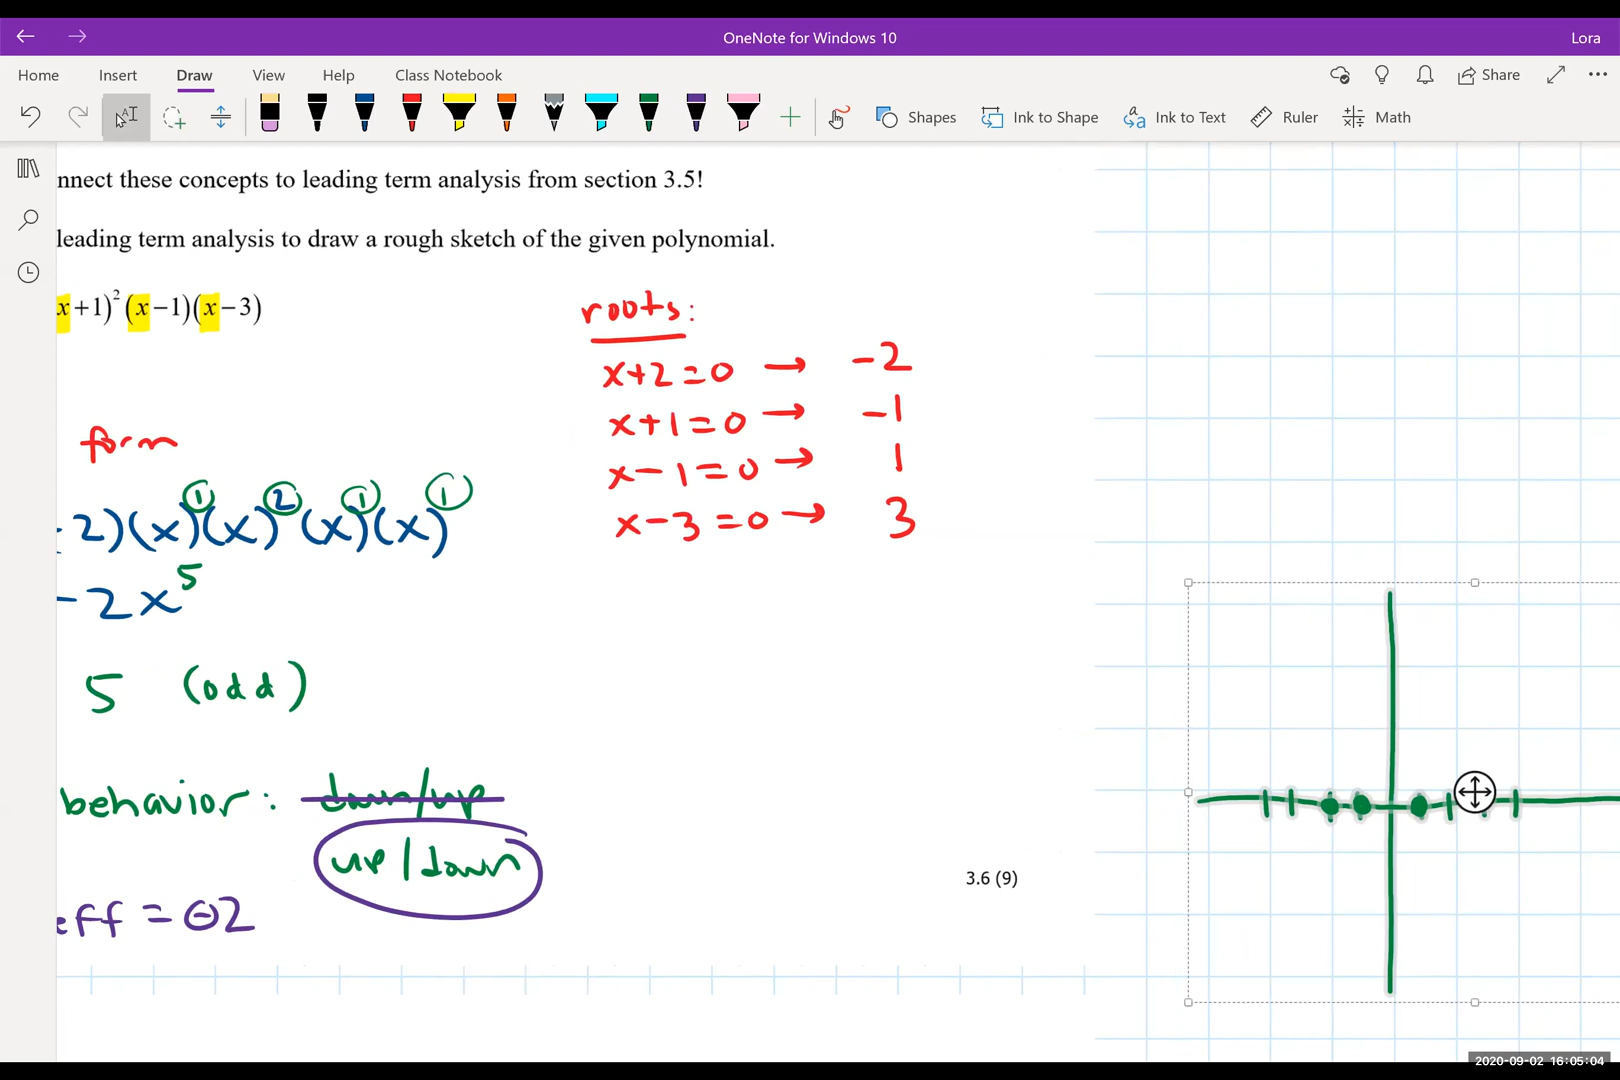 OneNote for Windows 10
Lora
Home Insert Draw View Help Class Notebook
Share
Shapes Ink to Shape Ink to Text Ruler Math
nnect these concepts to leading term analysis from section 3.5!
leading term analysis to draw a rough sketch of the given polynomial.
x+1)²(x−1)(x−3)
roots:
x+2=0 → -2
x+1=0 → -1
x-1=0 → 1
x-3=0 → 3
form
-2)(x)¹(x)²(x)¹(x)¹
-2x⁵
5 (odd)
behavior: down/up
up/down
eff = -2
3.6 (9)
2020-09-02 16:05:04